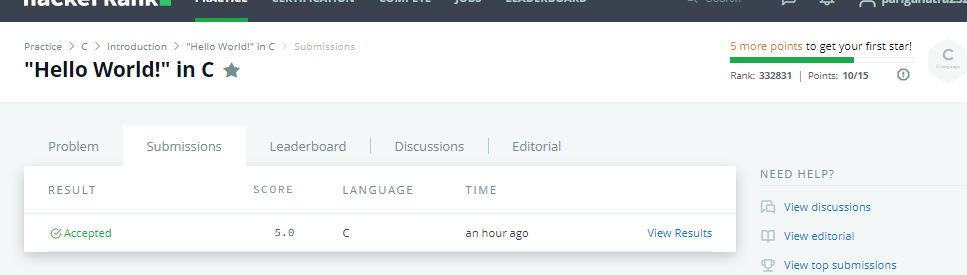 HackerRank
PRACTICE CERTIFICATION COMPETE JOBS LEADERBOARD Search
Practice > C > Introduction > "Hello World!" in C > Submissions
"Hello World!" in C
5 more points to get your first star!
Rank: 332831 | Points: 10/15
C
C language
Problem Submissions Leaderboard Discussions Editorial
RESULT SCORE LANGUAGE TIME
Accepted 5.0 C an hour ago View Results
NEED HELP?
View discussions
View editorial
View top submissions